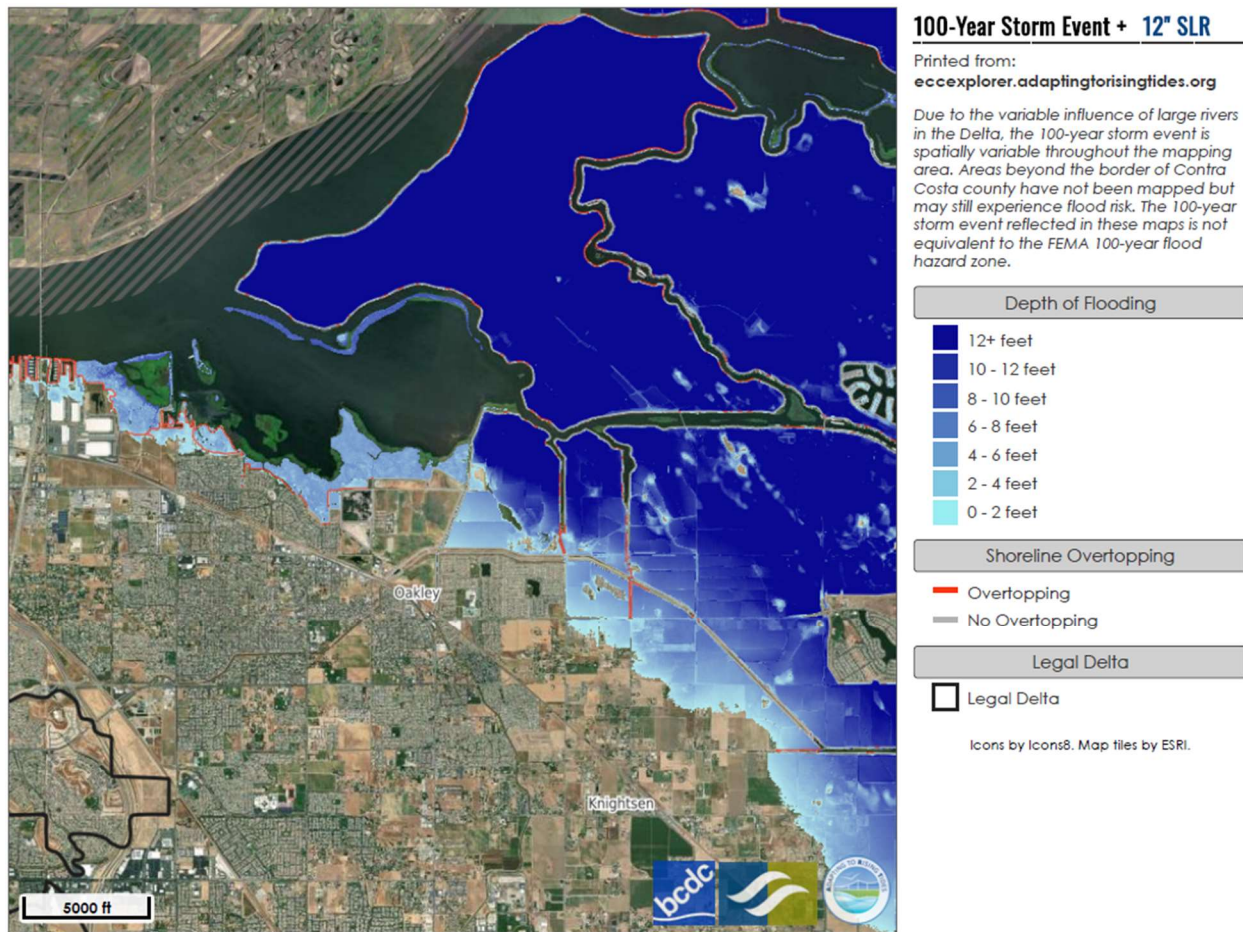 100-Year Storm Event + 12" SLR
Printed from:
eccexplorer.adaptingtorisingtides.org
Due to the variable influence of large rivers
in the Delta, the 100-year storm event is
spatially variable throughout the mapping
area. Areas beyond the border of Contra
Costa county have not been mapped but
may still experience flood risk. The 100-year
storm event reflected in these maps is not
equivalent to the FEMA 100-year flood
hazard zone.
Depth of Flooding
12+ feet
10 - 12 feet
8 - 10 feet
6 - 8 feet
4 - 6 feet
2 - 4 feet
0 - 2 feet
Shoreline Overtopping
Overtopping
No Overtopping
Legal Delta
Legal Delta
Icons by Icons8. Map tiles by ESRI.
Oakley
Knightsen
5000 ft
bcdc
ADAPTING TO RISING TIDES